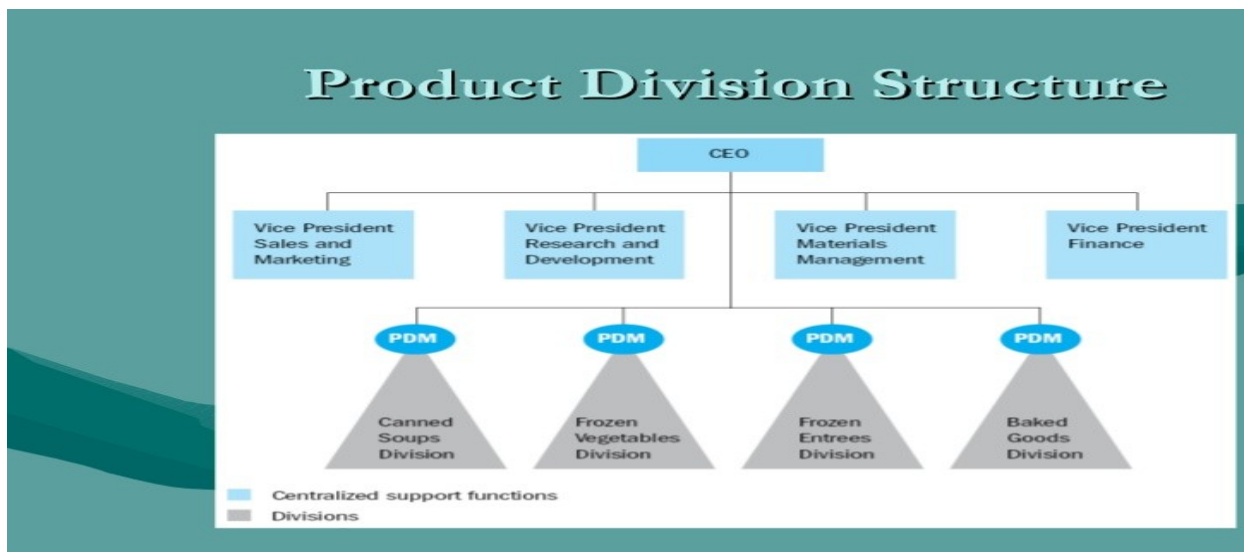 Product Division Structure
CEO
Vice President
Sales and
Marketing
Vice President
Research and
Development
Vice President
Materials
Management
Vice President
Finance
PDM
PDM
PDM
PDM
Canned
Soups
Division
Frozen
Vegetables
Division
Frozen
Entrees
Division
Baked
Goods
Division
Centralized support functions
Divisions